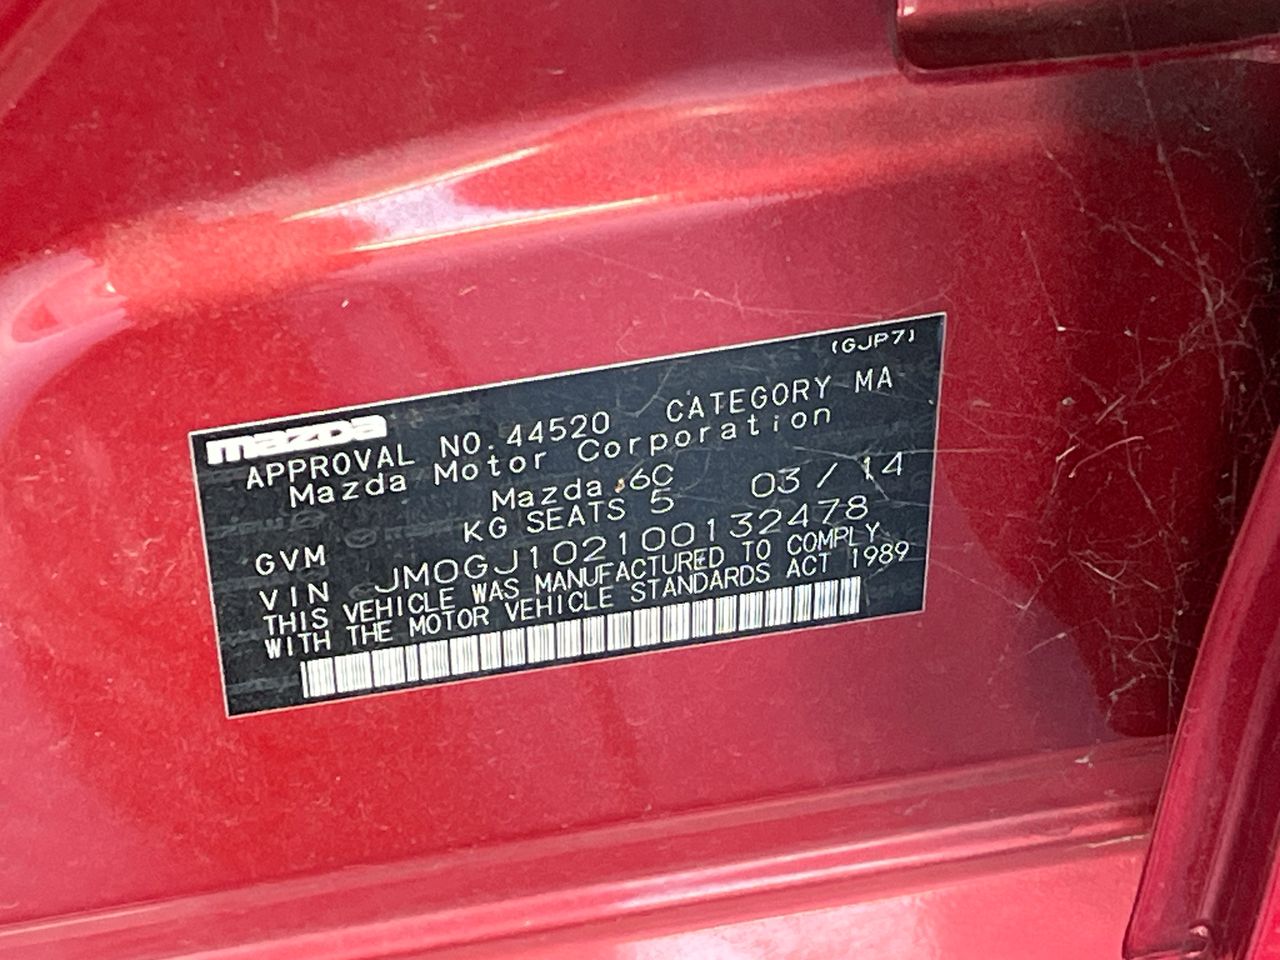 (GJP7)
mazda
APPROVAL NO. 44520 CATEGORY MA
Mazda Motor Corporation
Mazda 6C 03 / 14
GVM KG SEATS 5
VIN JM0GJ102100132478
THIS VEHICLE WAS MANUFACTURED TO COMPLY
WITH THE MOTOR VEHICLE STANDARDS ACT 1989